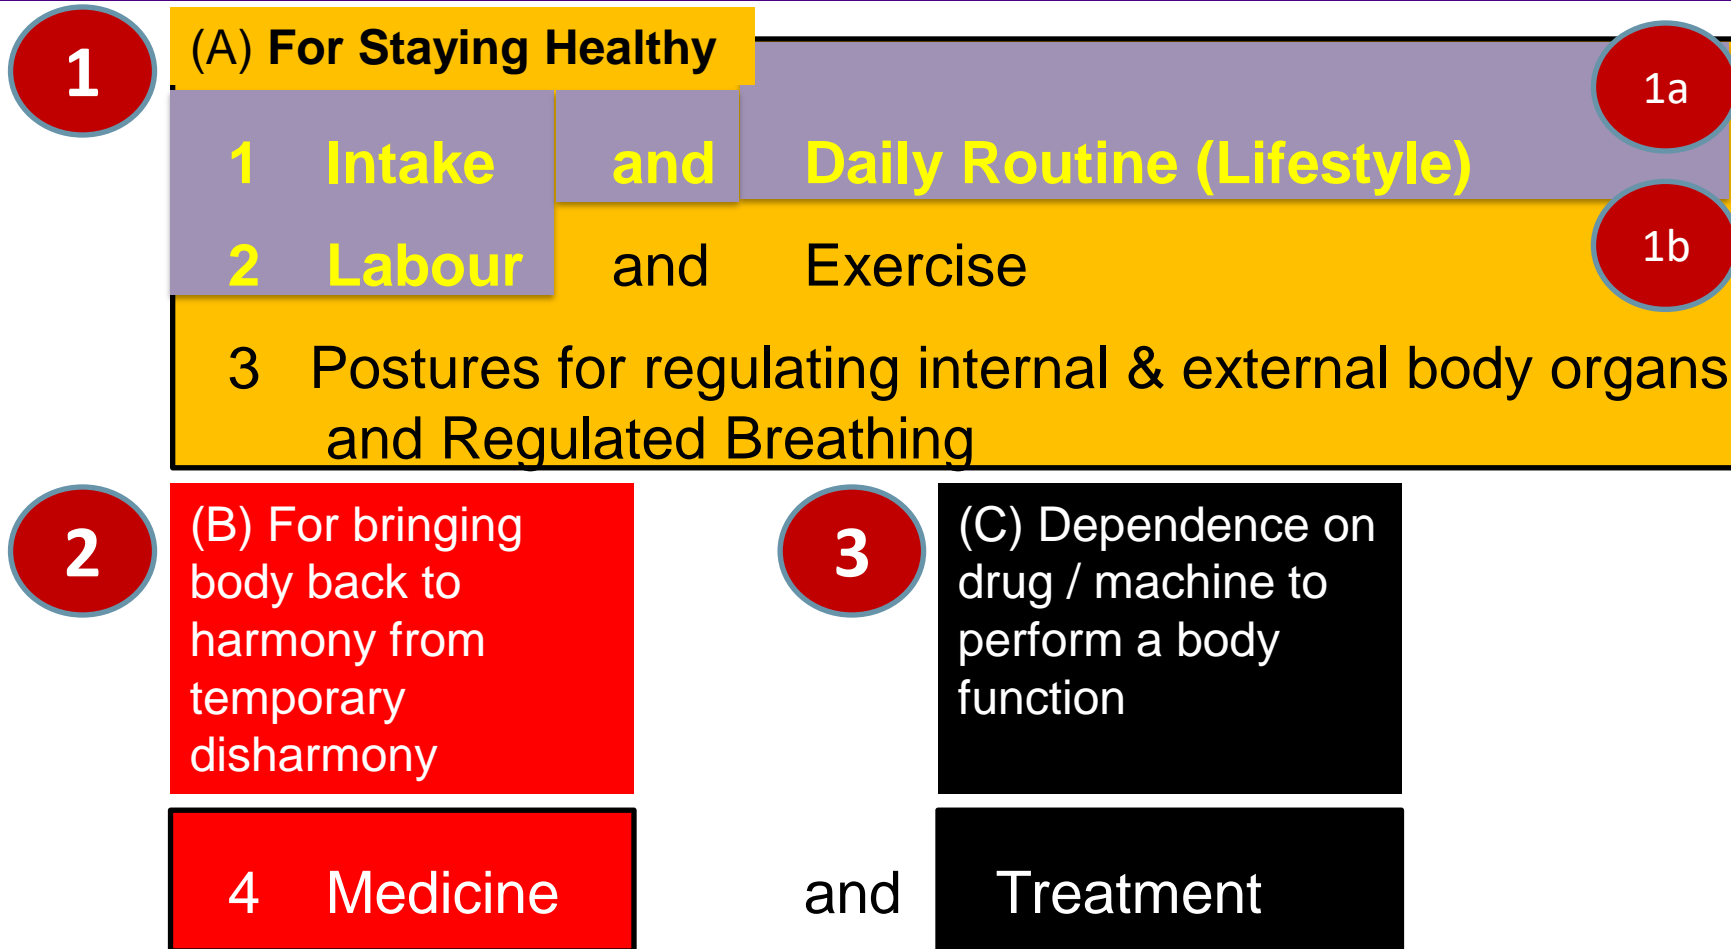 1
(A) For Staying Healthy
1a
1 Intake and Daily Routine (Lifestyle)
1b
2 Labour and Exercise
3 Postures for regulating internal & external body organs
and Regulated Breathing
2
(B) For bringing
body back to
harmony from
temporary
disharmony
3
(C) Dependence on
drug / machine to
perform a body
function
4 Medicine and Treatment